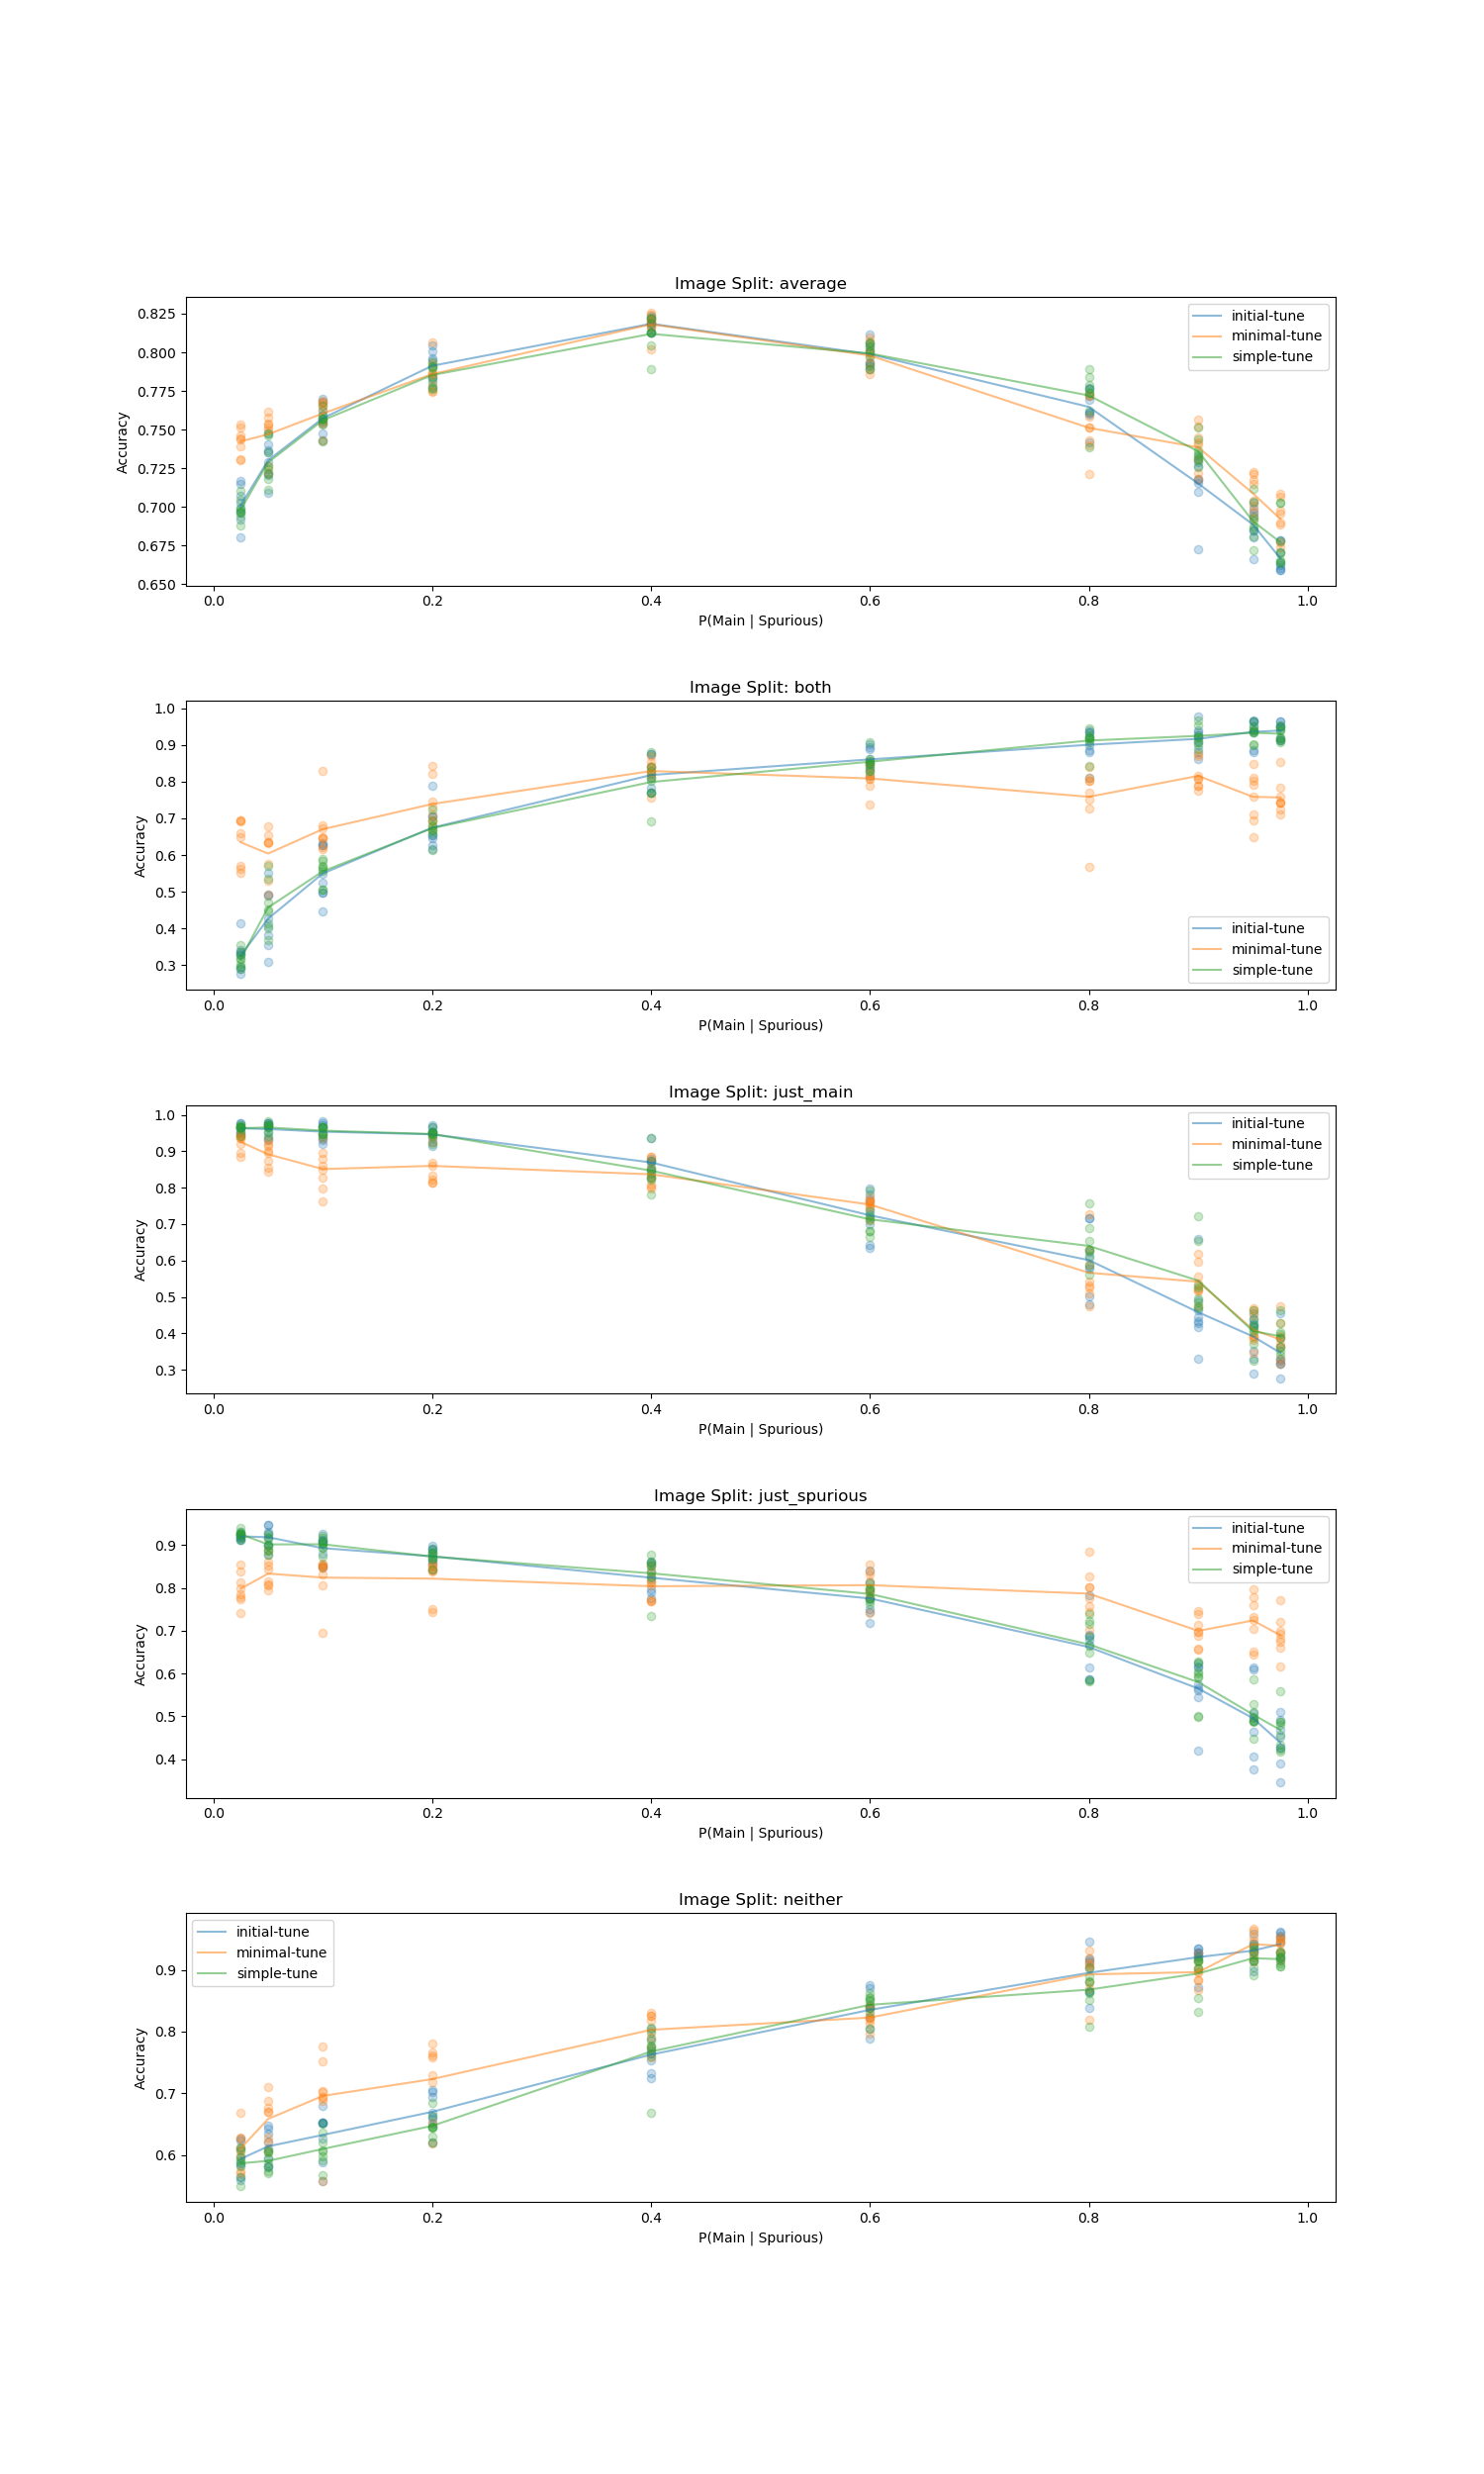 Image Split: average
0.825
0.800
0.775
0.750
0.725
0.700
0.675
0.650
Accuracy
initial-tune
minimal-tune
simple-tune
0.0 0.2 0.4 0.6 0.8 1.0
P(Main | Spurious)
Image Split: both
1.0
0.9
0.8
0.7
0.6
0.5
0.4
0.3
Accuracy
initial-tune
minimal-tune
simple-tune
0.0 0.2 0.4 0.6 0.8 1.0
P(Main | Spurious)
Image Split: just_main
1.0
0.9
0.8
0.7
0.6
0.5
0.4
0.3
Accuracy
initial-tune
minimal-tune
simple-tune
0.0 0.2 0.4 0.6 0.8 1.0
P(Main | Spurious)
Image Split: just_spurious
0.9
0.8
0.7
0.6
0.5
0.4
Accuracy
initial-tune
minimal-tune
simple-tune
0.0 0.2 0.4 0.6 0.8 1.0
P(Main | Spurious)
Image Split: neither
initial-tune
minimal-tune
simple-tune
0.9
0.8
0.7
0.6
Accuracy
0.0 0.2 0.4 0.6 0.8 1.0
P(Main | Spurious)